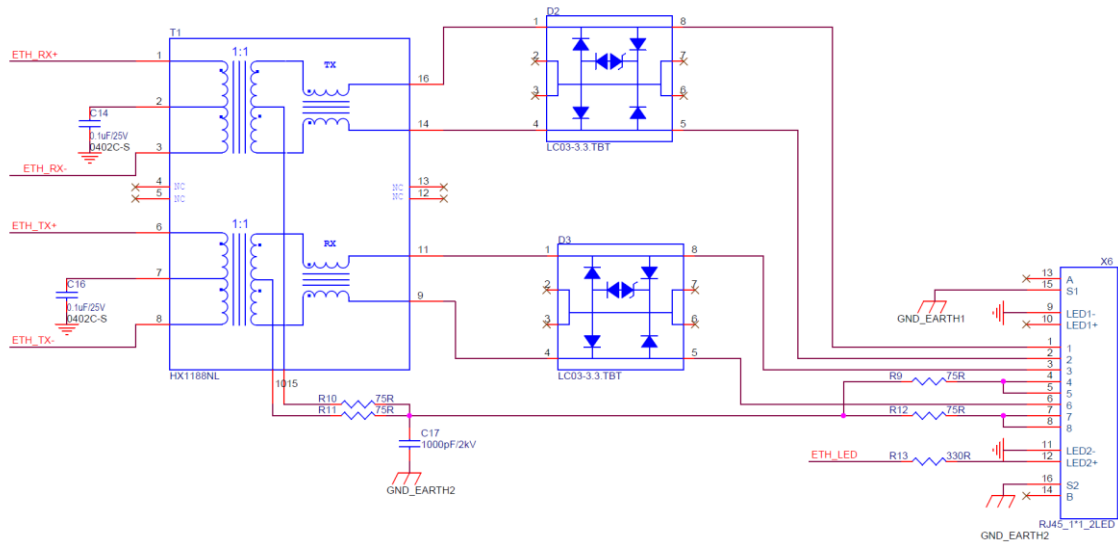 D2
T1
1
8
ETH_RX+
1
1:1
TX
2
7
16
3
6
C14
2
0.1uF/25V
0402C-S
14
4
5
3
LC03-3.3.TBT
ETH_RX-
4
NC
NC
13
5
NC
NC
12
ETH_TX+
6
1:1
RX
D3
11
1
8
X6
C16
7
13
A
0.1uF/25V
2
7
15
S1
0402C-S
9
GND_EARTH1
9
LED1-
8
3
6
10
LED1+
ETH_TX-
1
1
4
5
2
2
HX1188NL
LC03-3.3.TBT
3
3
1015
R9
75R
4
4
5
5
R10
75R
6
6
R11
75R
R12
75R
7
7
8
8
C17
1000pF/2kV
11
LED2-
ETH_LED
R13
330R
12
LED2+
GND_EARTH2
16
S2
14
B
RJ45_1*1_2LED
GND_EARTH2